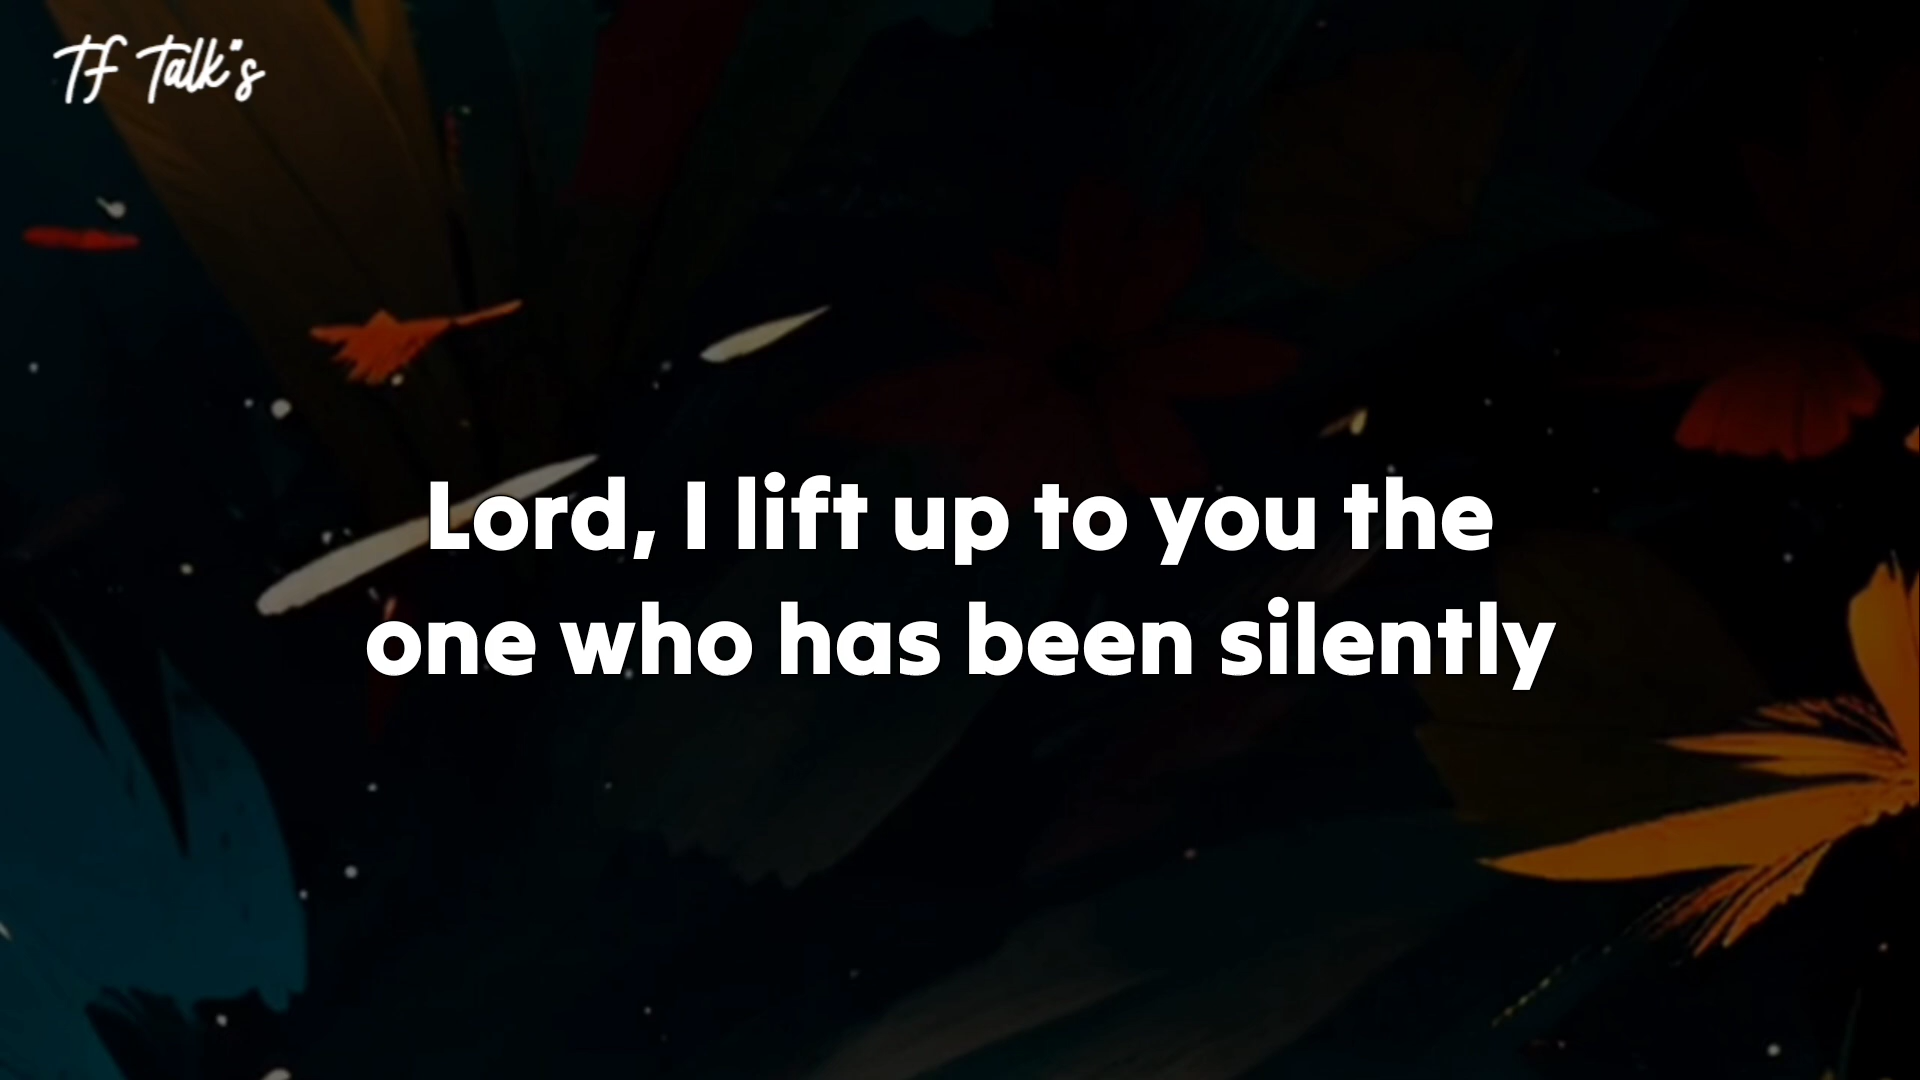 TF Talk's
Lord, I lift up to you the
one who has been silently